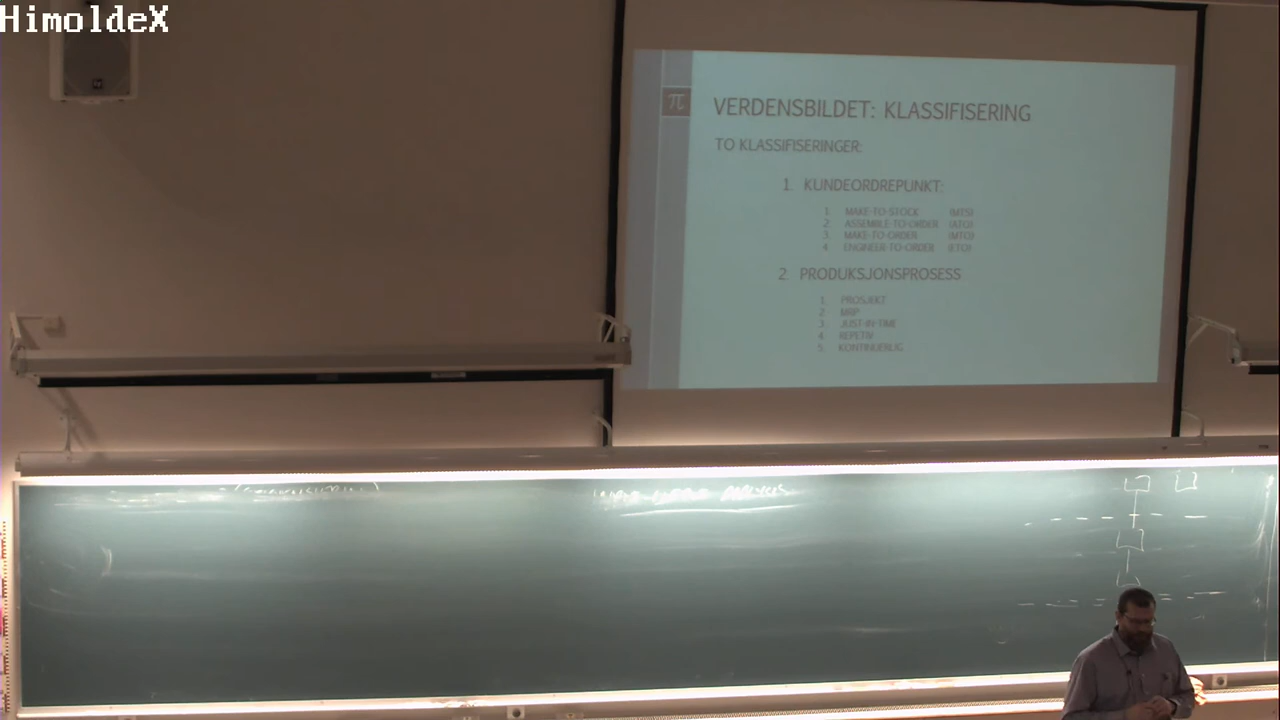 HimoldeX
π
VERDENSBILDET: KLASSIFISERING
TO KLASSIFISERINGER:
1. KUNDEORDREPUNKT:
1. MAKE-TO-STOCK (MTS)
2. ASSEMBLE-TO-ORDER (ATO)
3. MAKE-TO-ORDER (MTO)
4 ENGINEER-TO-ORDER (ETO)
2. PRODUKSJONSPROSESS
1. PROSJEKT
2 MRP
3. JUST-IN-TIME
4 REPETIV
5. KONTINUERLIG